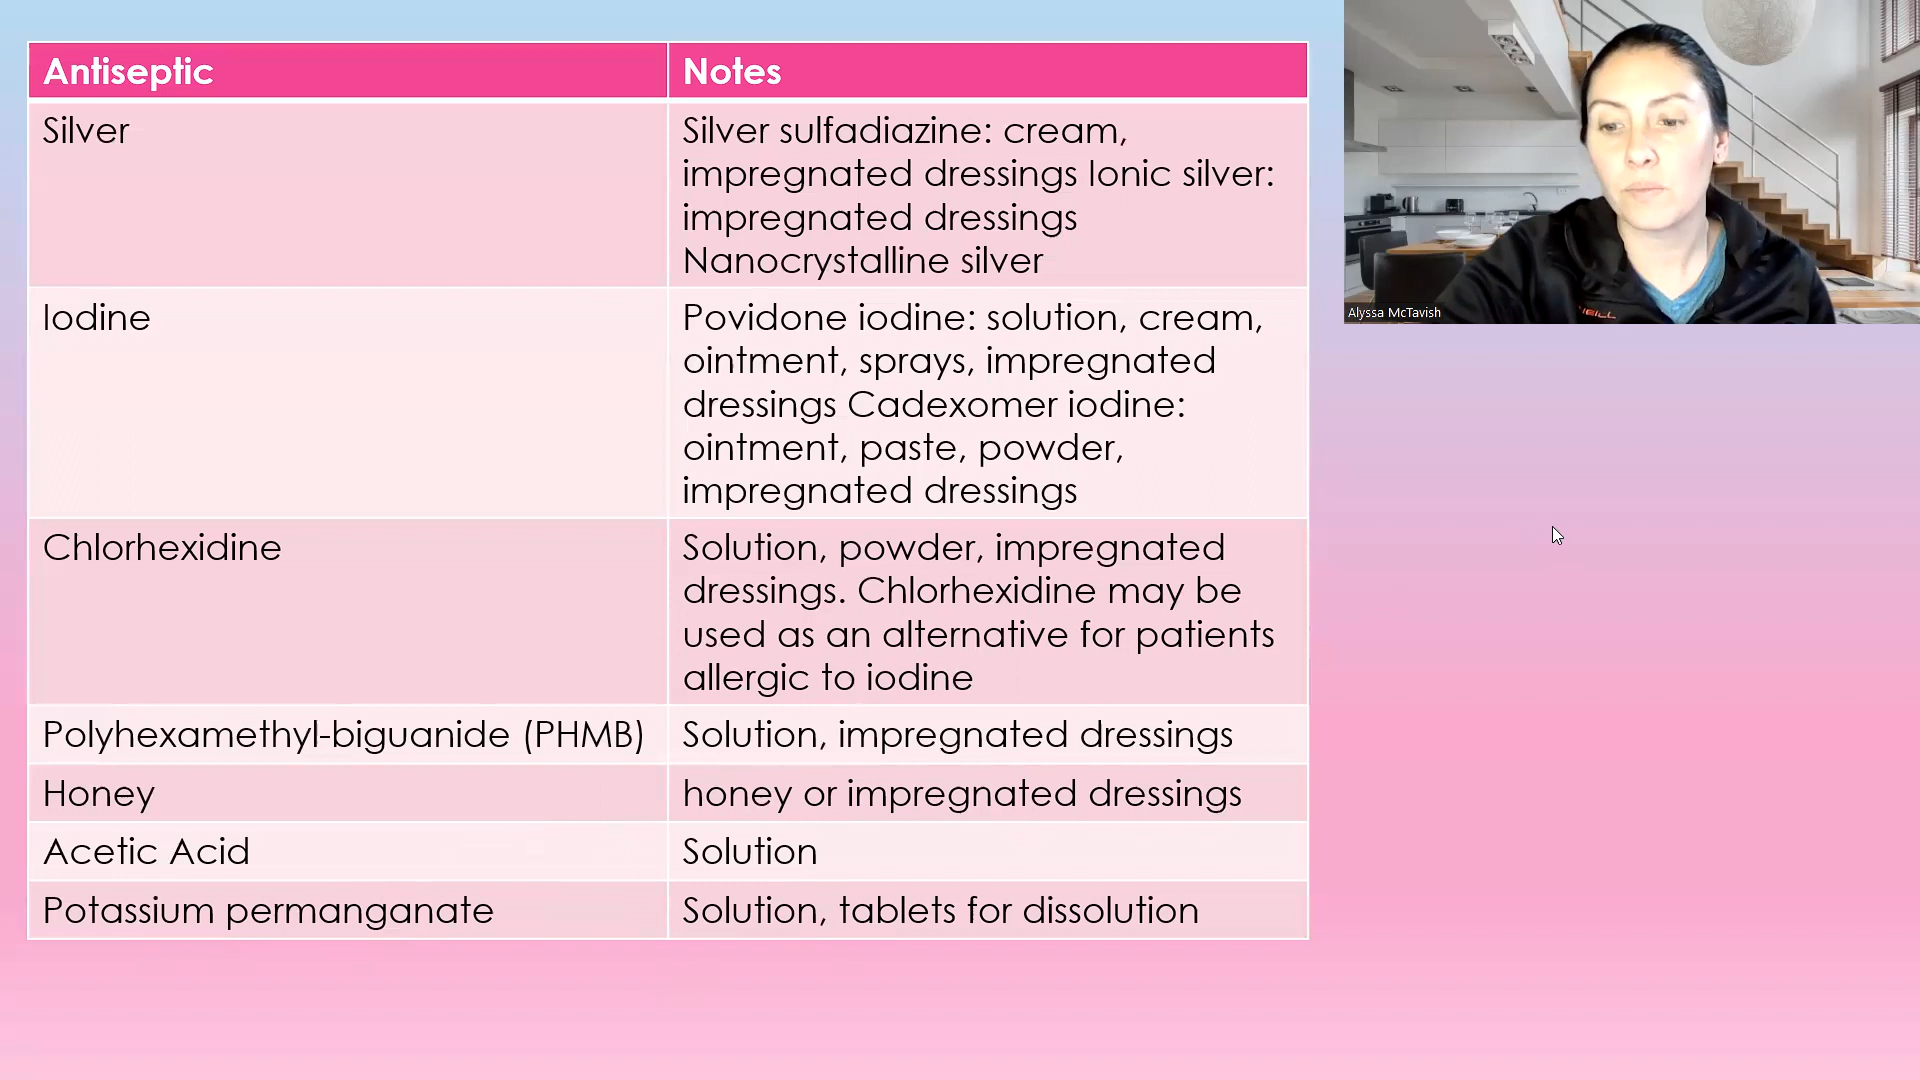 Antiseptic
Notes
Silver
Silver sulfadiazine: cream,
impregnated dressings Ionic silver:
impregnated dressings
Nanocrystalline silver
Iodine
Povidone iodine: solution, cream,
ointment, sprays, impregnated
dressings Cadexomer iodine:
ointment, paste, powder,
impregnated dressings
Chlorhexidine
Solution, powder, impregnated
dressings. Chlorhexidine may be
used as an alternative for patients
allergic to iodine
Polyhexamethyl-biguanide (PHMB)
Solution, impregnated dressings
Honey
honey or impregnated dressings
Acetic Acid
Solution
Potassium permanganate
Solution, tablets for dissolution
Alyssa McTavish